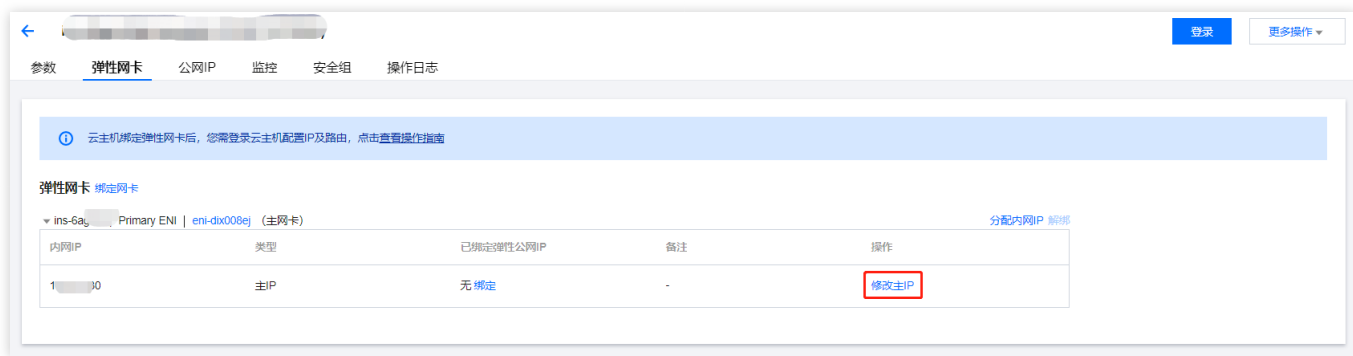 登录 更多操作
参数 弹性网卡 公网IP 监控 安全组 操作日志
云主机绑定弹性网卡后，您需登录云主机配置IP及路由，点击查看操作指南
弹性网卡 绑定网卡
Primary ENI | eni-dix008ej （主网卡） 分配内网IP 解绑
内网IP 类型 已绑定弹性公网IP 备注 操作
主IP 无 绑定 - 修改主IP